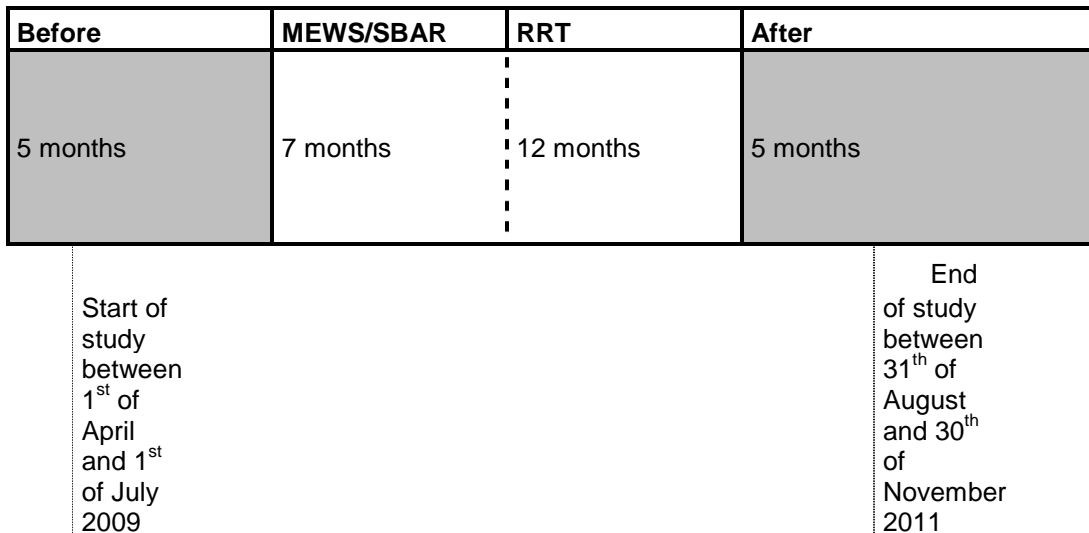 Before MEWS/SBAR RRT After
5 months 7 months 12 months 5 months
Start of
study
between
1st of
April
and 1st
of July
2009
End
of study
between
31th of
August
and 30th
of
November
2011